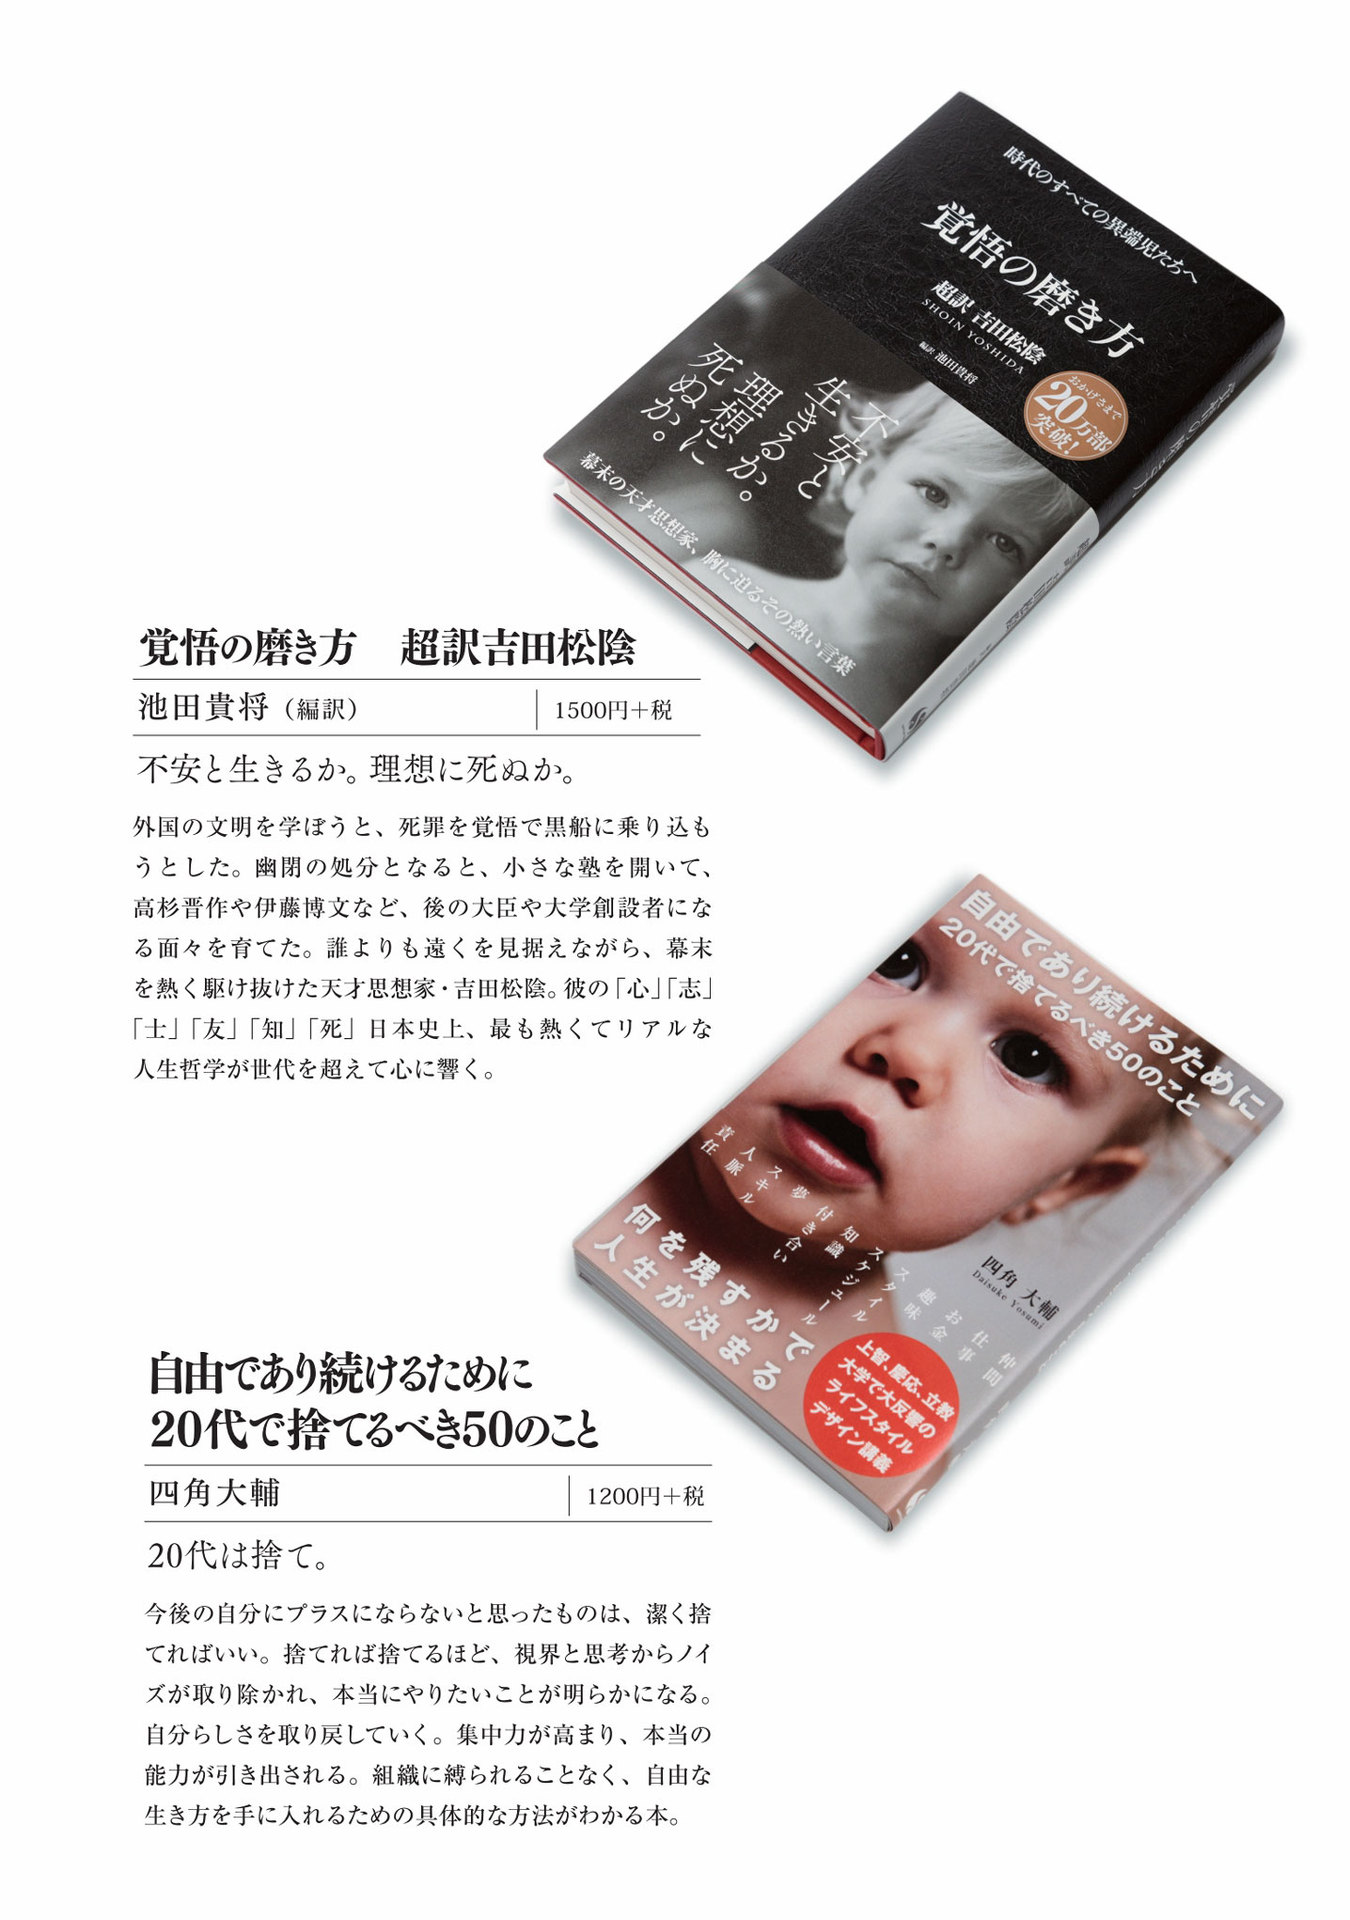 時代のすべての異端児たちへ
覚悟の磨き方
超訳 吉田松陰
SHOIN YOSHIDA
編訳 池田貴将
おかげさまで
20万部
突破!
不安と
生きるか。
理想に
死ぬか。
幕末の天才思想家、胸に迫るその熱い言葉
覚悟の磨き方　超訳吉田松陰
池田貴将（編訳）
1500円＋税
不安と生きるか。理想に死ぬか。
外国の文明を学ぼうと、死罪を覚悟で黒船に乗り込も
うとした。幽閉の処分となると、小さな塾を開いて、
高杉晋作や伊藤博文など、後の大臣や大学創設者にな
る面々を育てた。誰よりも遠くを見据えながら、幕末
を熱く駆け抜けた天才思想家・吉田松陰。彼の「心」「志」
「士」「友」「知」「死」日本史上、最も熱くてリアルな
人生哲学が世代を超えて心に響く。
自由であり続けるために
20代で捨てるべき50のこと
仲間
仕事
お金
趣味
スタイル
スケジュール
知識
付き合い
夢
スキル
人脈
責任
四角 大輔
Daisuke Yosumi
何を残すかで
人生が決まる
上智、慶応、立教
大学で大反響の
ライフスタイル
デザイン講義
自由であり続けるために
20代で捨てるべき50のこと
四角大輔
1200円＋税
20代は捨て。
今後の自分にプラスにならないと思ったものは、潔く捨
てればいい。捨てれば捨てるほど、視界と思考からノイ
ズが取り除かれ、本当にやりたいことが明らかになる。
自分らしさを取り戻していく。集中力が高まり、本当の
能力が引き出される。組織に縛られることなく、自由な
生き方を手に入れるための具体的な方法がわかる本。